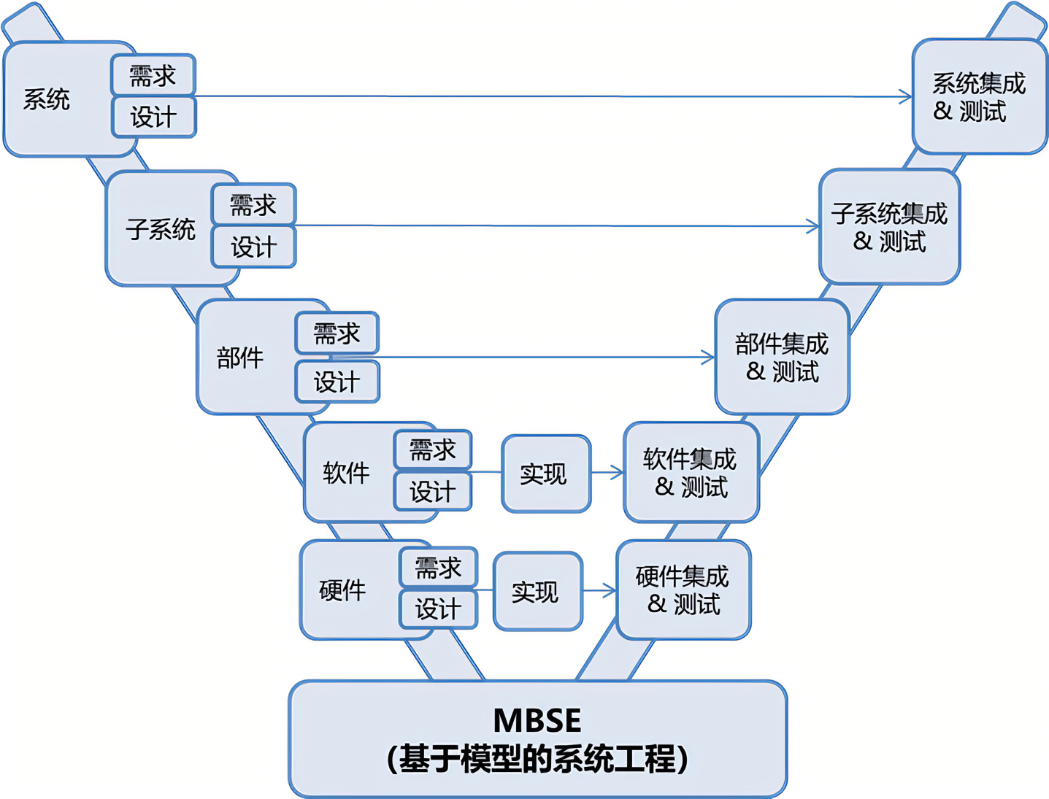 系统
需求
设计
系统集成
& 测试
子系统
需求
设计
子系统集成
& 测试
部件
需求
设计
部件集成
& 测试
软件
需求
设计
实现
软件集成
& 测试
硬件
需求
设计
实现
硬件集成
& 测试
MBSE
（基于模型的系统工程）